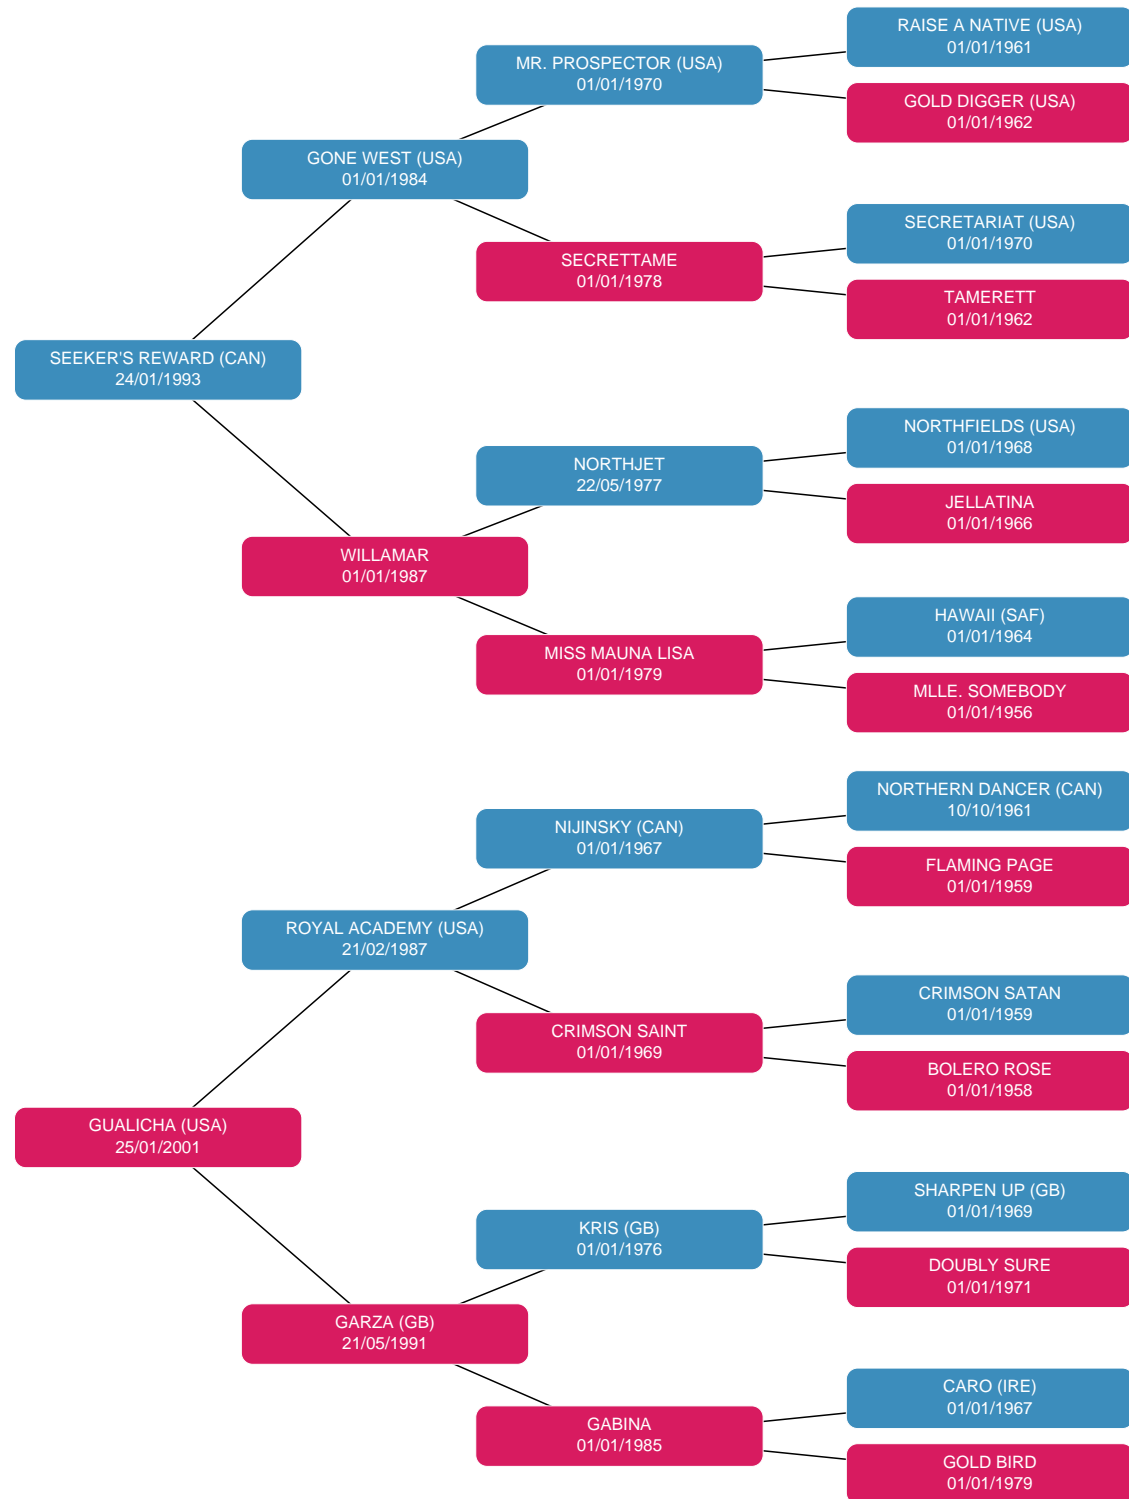 RAISE A NATIVE (USA)
01/01/1961
MR. PROSPECTOR (USA)
01/01/1970
GOLD DIGGER (USA)
01/01/1962
GONE WEST (USA)
01/01/1984
SECRETARIAT (USA)
01/01/1970
SECRETTAME
01/01/1978
TAMERETT
01/01/1962
SEEKER'S REWARD (CAN)
24/01/1993
NORTHFIELDS (USA)
01/01/1968
NORTHJET
22/05/1977
JELLATINA
01/01/1966
WILLAMAR
01/01/1987
HAWAII (SAF)
01/01/1964
MISS MAUNA LISA
01/01/1979
MLLE. SOMEBODY
01/01/1956
NORTHERN DANCER (CAN)
10/10/1961
NIJINSKY (CAN)
01/01/1967
FLAMING PAGE
01/01/1959
ROYAL ACADEMY (USA)
21/02/1987
CRIMSON SATAN
01/01/1959
CRIMSON SAINT
01/01/1969
BOLERO ROSE
01/01/1958
GUALICHA (USA)
25/01/2001
SHARPEN UP (GB)
01/01/1969
KRIS (GB)
01/01/1976
DOUBLY SURE
01/01/1971
GARZA (GB)
21/05/1991
CARO (IRE)
01/01/1967
GABINA
01/01/1985
GOLD BIRD
01/01/1979